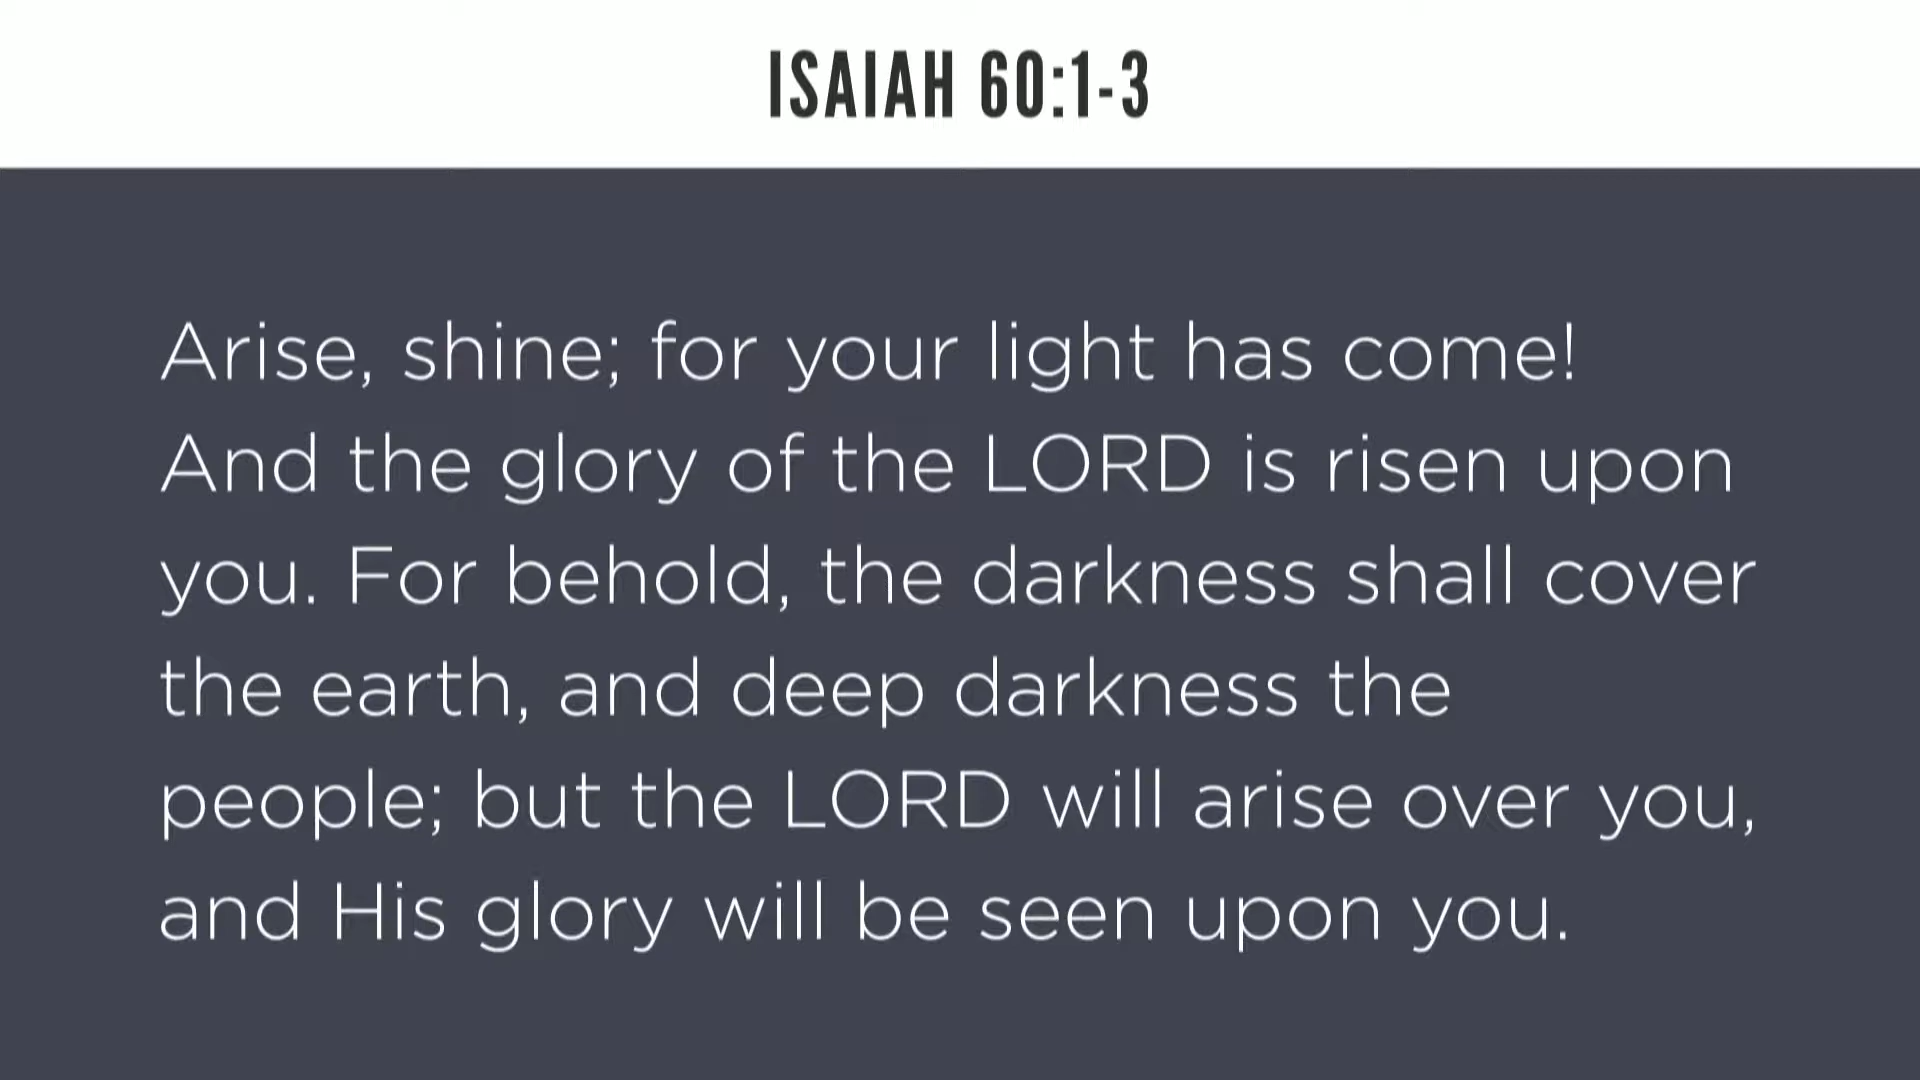 ISAIAH 60:1-3
Arise, shine; for your light has come!
And the glory of the LORD is risen upon
you. For behold, the darkness shall cover
the earth, and deep darkness the
people; but the LORD will arise over you,
and His glory will be seen upon you.